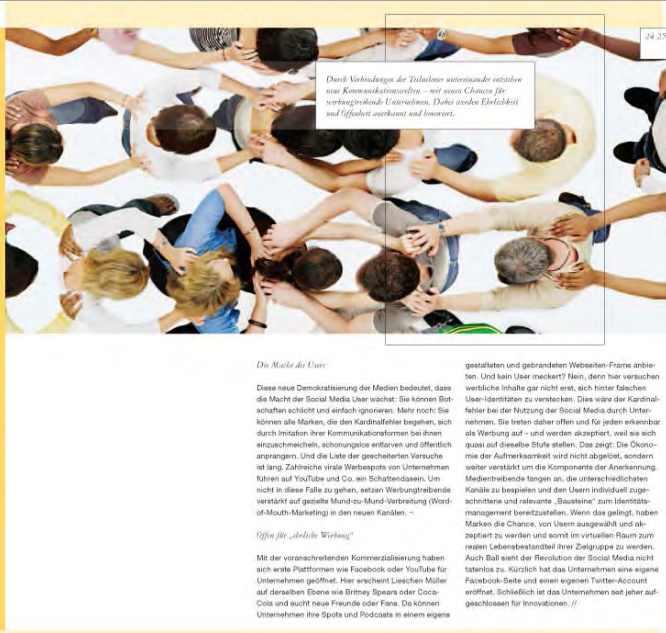 24 25
Durch Verbindungen der Teilnehmer untereinander entstehen
neue Kommunikationswelten – mit neuen Chancen für
werbungtreibende Unternehmen. Dabei werden Ehrlichkeit
und Offenheit anerkannt und honoriert.
Die Macht des Users
Diese neue Demokratisierung der Medien bedeutet, dass
die Macht der Social Media User wächst: Sie können Bot-
schaften schlicht und einfach ignorieren. Mehr noch: Sie
können alle Marken, die den Kardinalfehler begehen, sich
durch Imitation ihrer Kommunikationsformen bei ihnen
einzuschmeicheln, schonungslos entlarven und öffentlich
anprangern. Und die Liste der gescheiterten Versuche
ist lang. Zahlreiche virale Werbespots von Unternehmen
führen auf YouTube und Co. ein Schattendasein. Um
nicht in diese Falle zu gehen, setzen Werbungtreibende
verstärkt auf gezielte Mund-zu-Mund-Verbreitung (Word-
of-Mouth-Marketing) in den neuen Kanälen. ¬
Offen für „ehrliche Werbung“
Mit der voranschreitenden Kommerzialisierung haben
sich erste Plattformen wie Facebook oder YouTube für
Unternehmen geöffnet. Hier erscheint Lieschen Müller
auf derselben Ebene wie Britney Spears oder Coca-
Cola und sucht neue Freunde oder Fans. Da können
Unternehmen ihre Spots und Podcasts in einem eigens
gestalteten und gebrandeten Webseiten-Frame anbie-
ten. Und kein User meckert? Nein, denn hier versuchen
werbliche Inhalte gar nicht erst, sich hinter falschen
User-Identitäten zu verstecken. Dies wäre der Kardinal-
fehler bei der Nutzung der Social Media durch Unter-
nehmen. Sie treten daher offen und für jeden erkennbar
als Werbung auf – und werden akzeptiert, weil sie sich
quasi auf dieselbe Stufe stellen. Das zeigt: Die Ökono-
mie der Aufmerksamkeit wird nicht abgelöst, sondern
weiter verstärkt um die Komponente der Anerkennung.
Medientreibende fangen an, die unterschiedlichsten
Kanäle zu bespielen und den Usern individuell zuge-
schnittene und relevante „Bausteine“ zum Identitäts-
management bereitzustellen. Wenn das gelingt, haben
Marken die Chance, von Usern ausgewählt und ak-
zeptiert zu werden und somit im virtuellen Raum zum
realen Lebensbestandteil ihrer Zielgruppe zu werden.
Auch Ball sieht der Revolution der Social Media nicht
tatenlos zu. Kürzlich hat das Unternehmen eine eigene
Facebook-Seite und einen eigenen Twitter-Account
eröffnet. Schließlich ist das Unternehmen seit jeher auf-
geschlossen für Innovationen. //